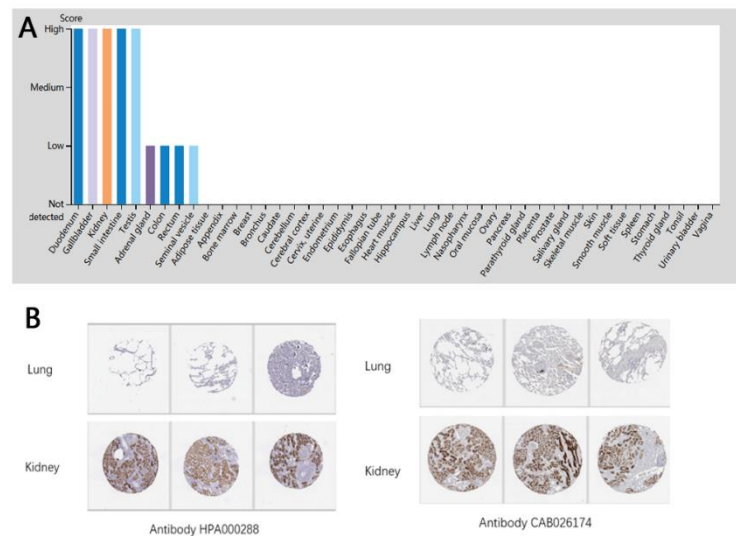 A
Score
High
Medium
Low
Not
detected
Duodenum
Gallbladder
Kidney
Small intestine
Testis
Adrenal gland
Colon
Rectum
Seminal vesicle
Adipose tissue
Appendix
Bone marrow
Breast
Bronchus
Caudate
Cerebellum
Cerebral cortex
Cervix, uterine
Endometrium
Epididymis
Esophagus
Fallopian tube
Heart muscle
Hippocampus
Liver
Lung
Lymph node
Nasopharynx
Oral mucosa
Ovary
Pancreas
Parathyroid gland
Placenta
Prostate
Salivary gland
Skeletal muscle
Skin
Smooth muscle
Soft tissue
Spleen
Stomach
Thyroid gland
Tonsil
Urinary bladder
Vagina
B
Lung
Kidney
Antibody HPA000288
Lung
Kidney
Antibody CAB026174